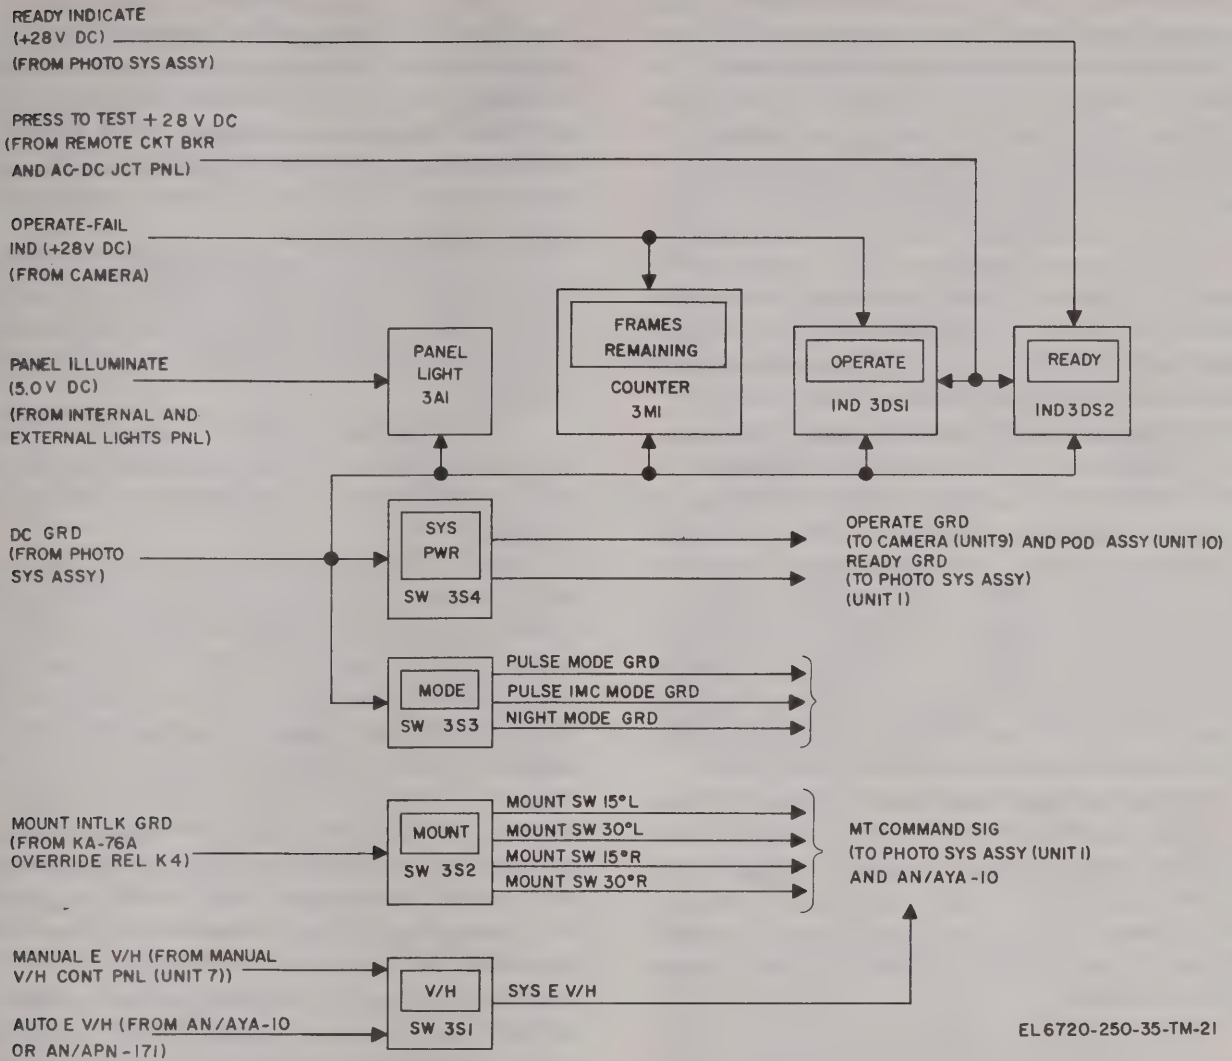 READY INDICATE
(+28 V DC)
(FROM PHOTO SYS ASSY)
PRESS TO TEST + 28 V DC
(FROM REMOTE CKT BKR
AND AC-DC JCT PNL)
OPERATE-FAIL
IND (+28V DC)
(FROM CAMERA)
FRAMES
REMAINING
COUNTER
3M1
OPERATE
IND 3DS1
READY
IND 3DS2
PANEL ILLUMINATE
(5.0 V DC)
(FROM INTERNAL AND
EXTERNAL LIGHTS PNL)
PANEL
LIGHT
3A1
DC GRD
(FROM PHOTO
SYS ASSY)
SYS
PWR
SW 3S4
OPERATE GRD
(TO CAMERA (UNIT 9) AND POD ASSY (UNIT 10)
READY GRD
(TO PHOTO SYS ASSY)
(UNIT 1)
MODE
SW 3S3
PULSE MODE GRD
PULSE IMC MODE GRD
NIGHT MODE GRD
MOUNT INTLK GRD
(FROM KA-76A
OVERRIDE REL K4)
MOUNT
SW 3S2
MOUNT SW 15°L
MOUNT SW 30°L
MOUNT SW 15°R
MOUNT SW 30°R
MT COMMAND SIG
(TO PHOTO SYS ASSY (UNIT 1)
AND AN/AYA-10
MANUAL E V/H (FROM MANUAL
V/H CONT PNL (UNIT 7))
AUTO E V/H (FROM AN/AYA-10
OR AN/APN-171)
V/H
SW 3S1
SYS E V/H
EL 6720-250-35-TM-21